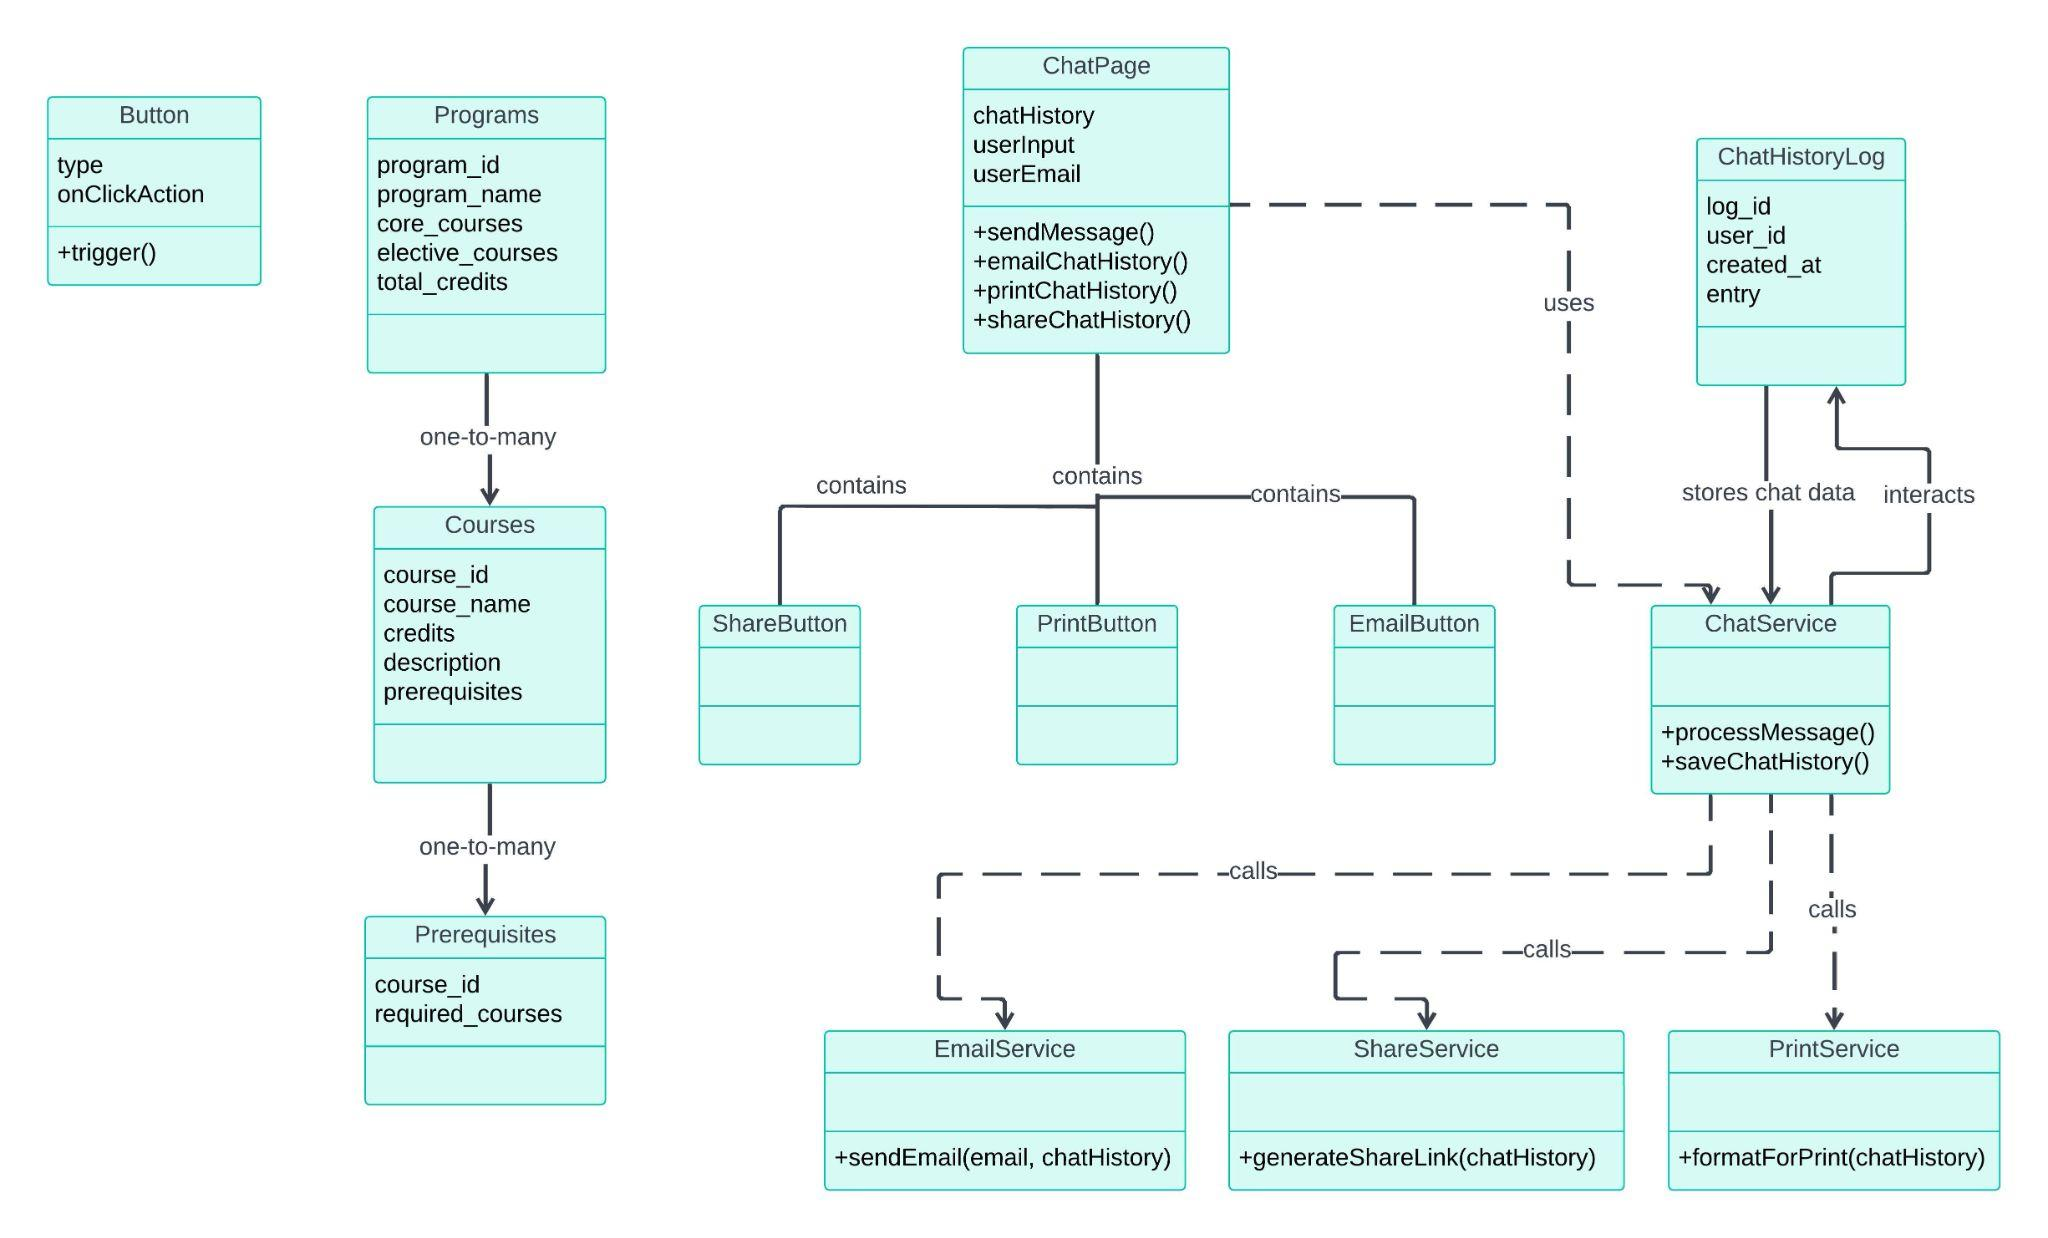 Button
type
onClickAction
+trigger()
Programs
program_id
program_name
core_courses
elective_courses
total_credits
one-to-many
Courses
course_id
course_name
credits
description
prerequisites
one-to-many
Prerequisites
course_id
required_courses
ChatPage
chatHistory
userInput
userEmail
+sendMessage()
+emailChatHistory()
+printChatHistory()
+shareChatHistory()
contains
contains
contains
ShareButton
PrintButton
EmailButton
uses
ChatHistoryLog
log_id
user_id
created_at
entry
stores chat data
interacts
ChatService
+processMessage()
+saveChatHistory()
calls
calls
calls
EmailService
+sendEmail(email, chatHistory)
ShareService
+generateShareLink(chatHistory)
PrintService
+formatForPrint(chatHistory)